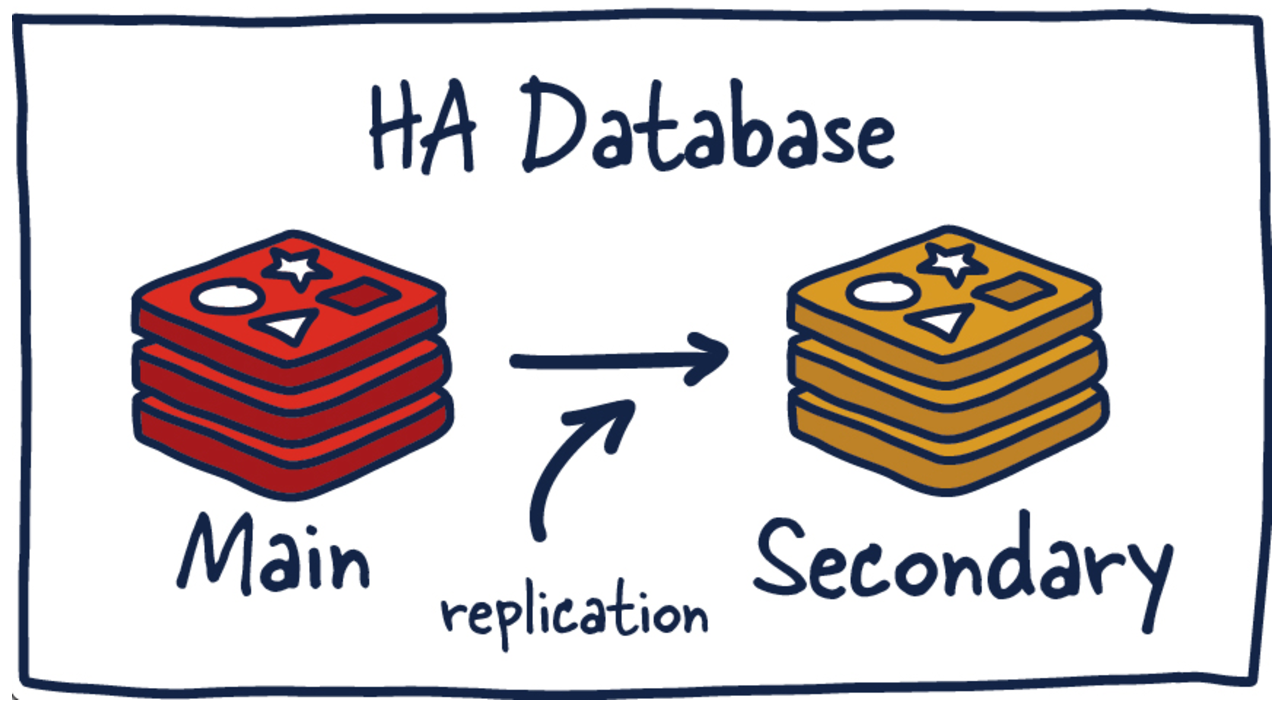 HA Database
Main
Secondary
replication